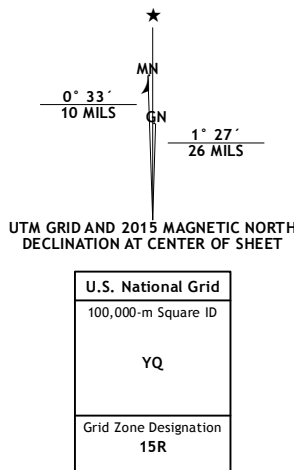 ★
MN
GN
0° 33´
10 MILS
1° 27´
26 MILS
UTM GRID AND 2015 MAGNETIC NORTH
DECLINATION AT CENTER OF SHEET
U.S. National Grid
100,000-m Square ID
YQ
Grid Zone Designation
15R